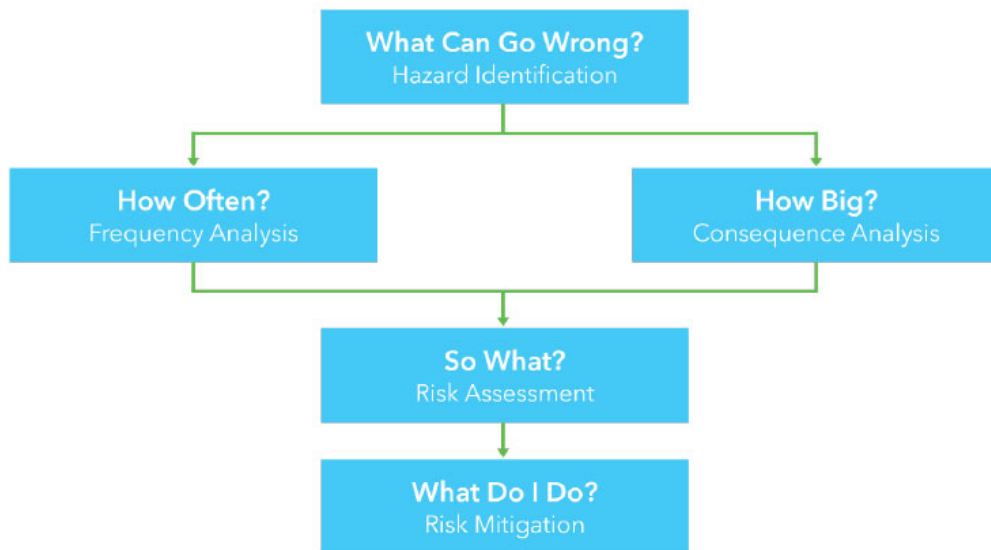 What Can Go Wrong?
Hazard Identification
How Often?
Frequency Analysis
How Big?
Consequence Analysis
So What?
Risk Assessment
What Do I Do?
Risk Mitigation